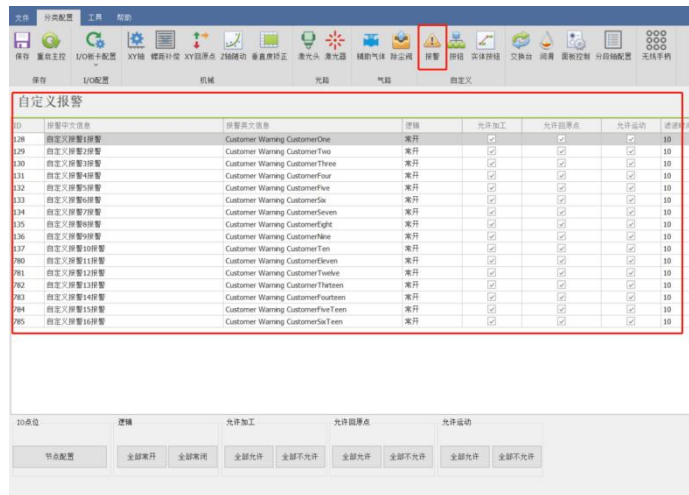 文件 分类配置 工具 帮助
保存 重启主控 I/O板卡配置 XY轴 螺距补偿 XY回原点 Z轴随动 垂直度矫正 激光头 激光器 辅助气体 除尘阀 报警 按钮 实体按钮 交换台 润滑 面板控制 分段轴配置 无线手柄
保存 I/O配置 机械 光路 气路 自定义
自定义报警
ID 报警中文信息 报警英文信息 逻辑 允许加工 允许回原点 允许运动 滤波时间
128 自定义报警1报警 Customer Warning CustomerOne 常开 10
129 自定义报警2报警 Customer Warning CustomerTwo 常开 10
130 自定义报警3报警 Customer Warning CustomerThree 常开 10
131 自定义报警4报警 Customer Warning CustomerFour 常开 10
132 自定义报警5报警 Customer Warning CustomerFive 常开 10
133 自定义报警6报警 Customer Warning CustomerSix 常开 10
134 自定义报警7报警 Customer Warning CustomerSeven 常开 10
135 自定义报警8报警 Customer Warning CustomerEight 常开 10
136 自定义报警9报警 Customer Warning CustomerNine 常开 10
137 自定义报警10报警 Customer Warning CustomerTen 常开 10
780 自定义报警11报警 Customer Warning CustomerEleven 常开 10
781 自定义报警12报警 Customer Warning CustomerTwelve 常开 10
782 自定义报警13报警 Customer Warning CustomerThirteen 常开 10
783 自定义报警14报警 Customer Warning CustomerFourteen 常开 10
784 自定义报警15报警 Customer Warning CustomerFiveTeen 常开 10
785 自定义报警16报警 Customer Warning CustomerSixTeen 常开 10
IO点位 逻辑 允许加工 允许回原点 允许运动
节点配置 全部常开 全部常闭 全部允许 全部不允许 全部允许 全部不允许 全部允许 全部不允许